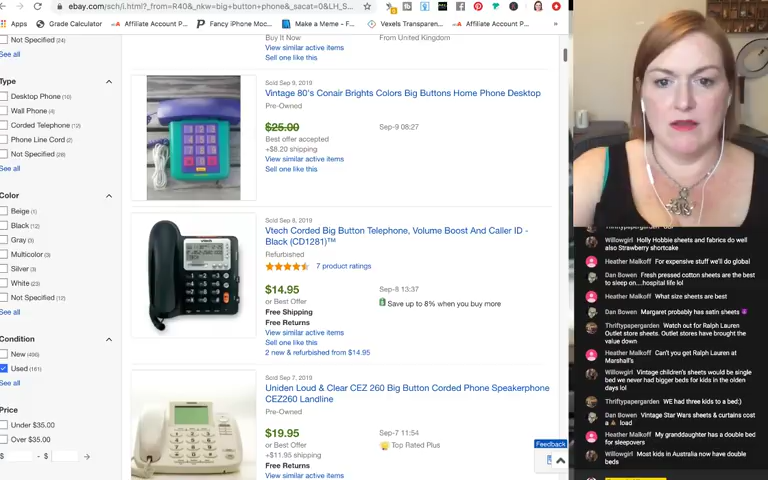 ebay.com/sch/i.html?_from=R40&_nkw=big+button+phone&_sacat=0&LH_S...
Apps
Grade Calculator
Affiliate Account P...
Fancy iPhone Moc...
Make a Meme - F...
Vexels Transparen...
Affiliate Account P...
Not Specified (24)
See all
Type
Desktop Phone (10)
Wall Phone (4)
Corded Telephone (12)
Phone Line Cord (2)
Not Specified (26)
See all
Color
Beige (1)
Black (12)
Gray (3)
Multicolor (3)
Silver (3)
White (23)
Not Specified (12)
See all
Condition
New (406)
Used (161)
See all
Price
Under $35.00
Over $35.00
$
-
$
Buy It Now
From United Kingdom
View similar active items
Sell one like this
Sold Sep 9, 2019
Vintage 80's Conair Brights Colors Big Buttons Home Phone Desktop
Pre-Owned
$25.00
Sep-9 08:27
Best offer accepted
+$8.20 shipping
View similar active items
Sell one like this
Sold Sep 8, 2019
Vtech Corded Big Button Telephone, Volume Boost And Caller ID -
Black (CD1281)™
Refurbished
7 product ratings
$14.95
Sep-8 13:37
or Best Offer
Save up to 8% when you buy more
Free Shipping
Free Returns
View similar active items
Sell one like this
2 new & refurbished from $14.95
Sold Sep 7, 2019
Uniden Loud & Clear CEZ 260 Big Button Corded Phone Speakerphone
CEZ260 Landline
Pre-Owned
$19.95
Sep-7 11:54
or Best Offer
Top Rated Plus
+$11.95 shipping
Free Returns
View similar active items
Feedback
Willowgirl Holly Hobbie sheets and fabrics do well
also Strawberry shortcake
Heather Malkoff For expensive stuff we'll do global
Dan Bowen Fresh pressed cotton sheets are the best
to sleep on....hospital life lol
Heather Malkoff What size sheets are best
Dan Bowen Margaret probably has satin sheets 😈
Thriftypepergarden Watch out for Ralph Lauren
Outlet store sheets. Outlet stores have brought the
value down
Heather Malkoff Can't you get Ralph Lauren at
Marshall's
Willowgirl Vintage children's sheets would be single
bed we never had bigger beds for kids in the olden
days lol
Thriftypepergarden WE had three kids to a bed:)
Dan Bowen Vintage Star Wars sheets & curtains cost
a 💩 load
Heather Malkoff My granddaughter has a double bed
for sleepovers
Willowgirl Most kids in Australia now have double
beds